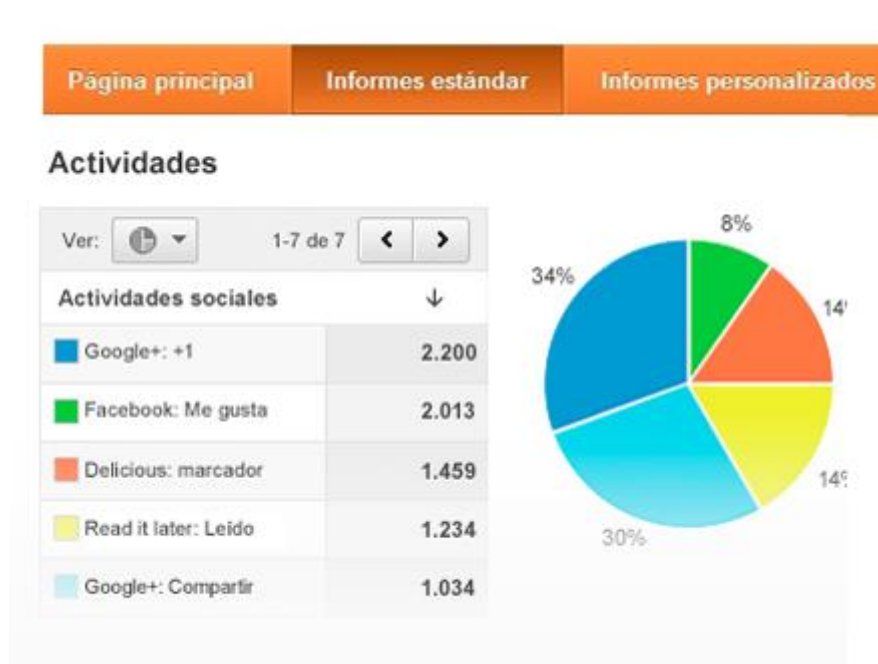 Página principal Informes estándar Informes personalizados
Actividades
Ver: 1-7 de 7
Actividades sociales
Google+: +1 2.200
Facebook: Me gusta 2.013
Delicious: marcador 1.459
Read it later: Leído 1.234
Google+: Compartir 1.034
8%
34%
14
14
30%